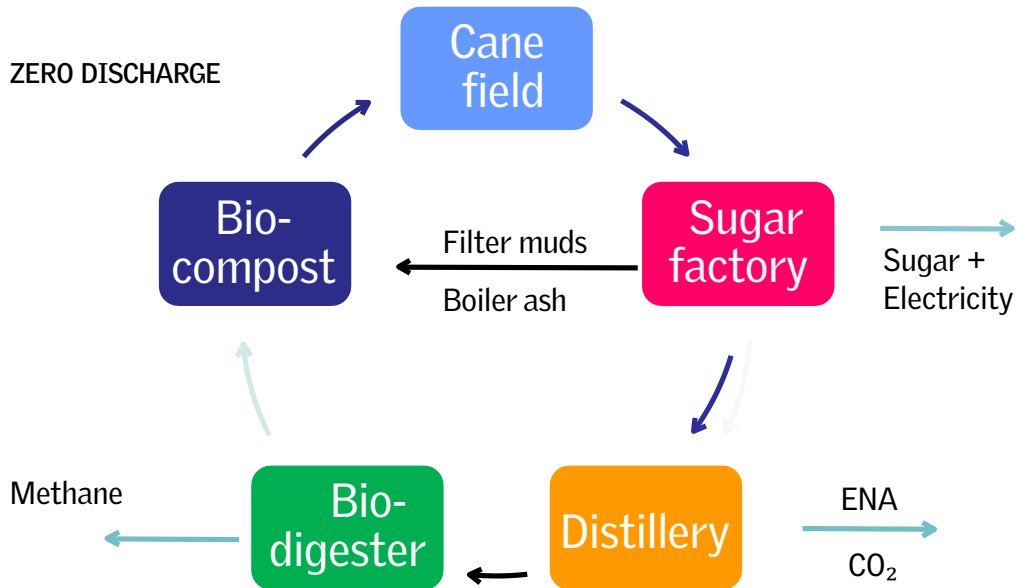 Cane
field
ZERO DISCHARGE
Bio-
compost
Filter muds
Boiler ash
Sugar
factory
Sugar +
Electricity
Methane
Bio-
digester
Distillery
ENA
CO₂